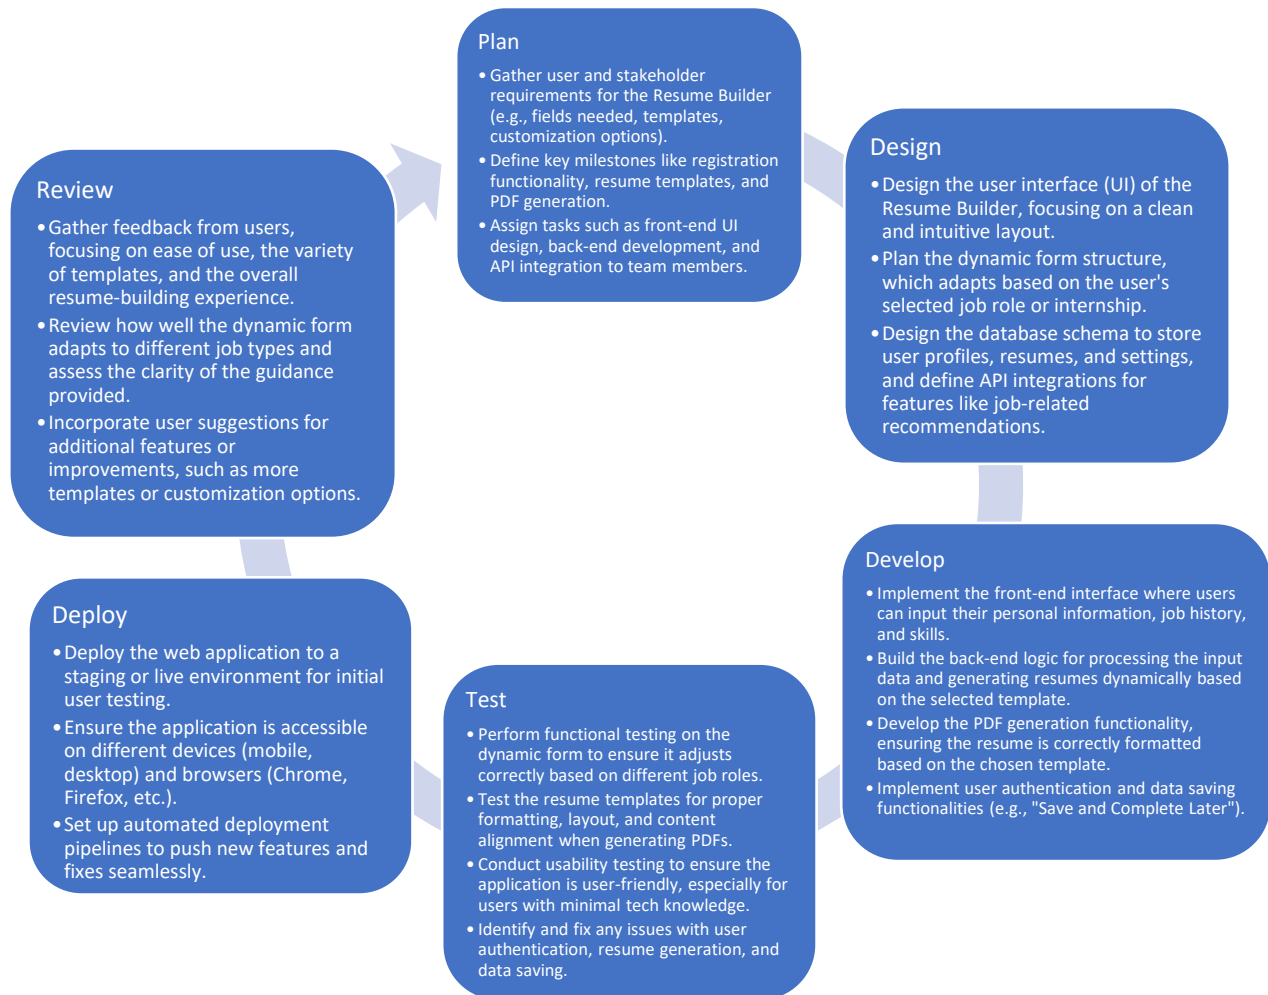 Plan
• Gather user and stakeholder
requirements for the Resume Builder
(e.g., fields needed, templates,
customization options).
• Define key milestones like registration
functionality, resume templates, and
PDF generation.
• Assign tasks such as front-end UI
design, back-end development, and
API integration to team members.
Design
• Design the user interface (UI) of the
Resume Builder, focusing on a clean
and intuitive layout.
• Plan the dynamic form structure,
which adapts based on the user's
selected job role or internship.
• Design the database schema to store
user profiles, resumes, and settings,
and define API integrations for
features like job-related
recommendations.
Develop
• Implement the front-end interface where users
can input their personal information, job history,
and skills.
• Build the back-end logic for processing the input
data and generating resumes dynamically based
on the selected template.
• Develop the PDF generation functionality,
ensuring the resume is correctly formatted
based on the chosen template.
• Implement user authentication and data saving
functionalities (e.g., "Save and Complete Later").
Test
• Perform functional testing on the
dynamic form to ensure it adjusts
correctly based on different job roles.
• Test the resume templates for proper
formatting, layout, and content
alignment when generating PDFs.
• Conduct usability testing to ensure the
application is user-friendly, especially for
users with minimal tech knowledge.
• Identify and fix any issues with user
authentication, resume generation, and
data saving.
Deploy
• Deploy the web application to a
staging or live environment for initial
user testing.
• Ensure the application is accessible
on different devices (mobile,
desktop) and browsers (Chrome,
Firefox, etc.).
• Set up automated deployment
pipelines to push new features and
fixes seamlessly.
Review
• Gather feedback from users,
focusing on ease of use, the variety
of templates, and the overall
resume-building experience.
• Review how well the dynamic form
adapts to different job types and
assess the clarity of the guidance
provided.
• Incorporate user suggestions for
additional features or
improvements, such as more
templates or customization options.